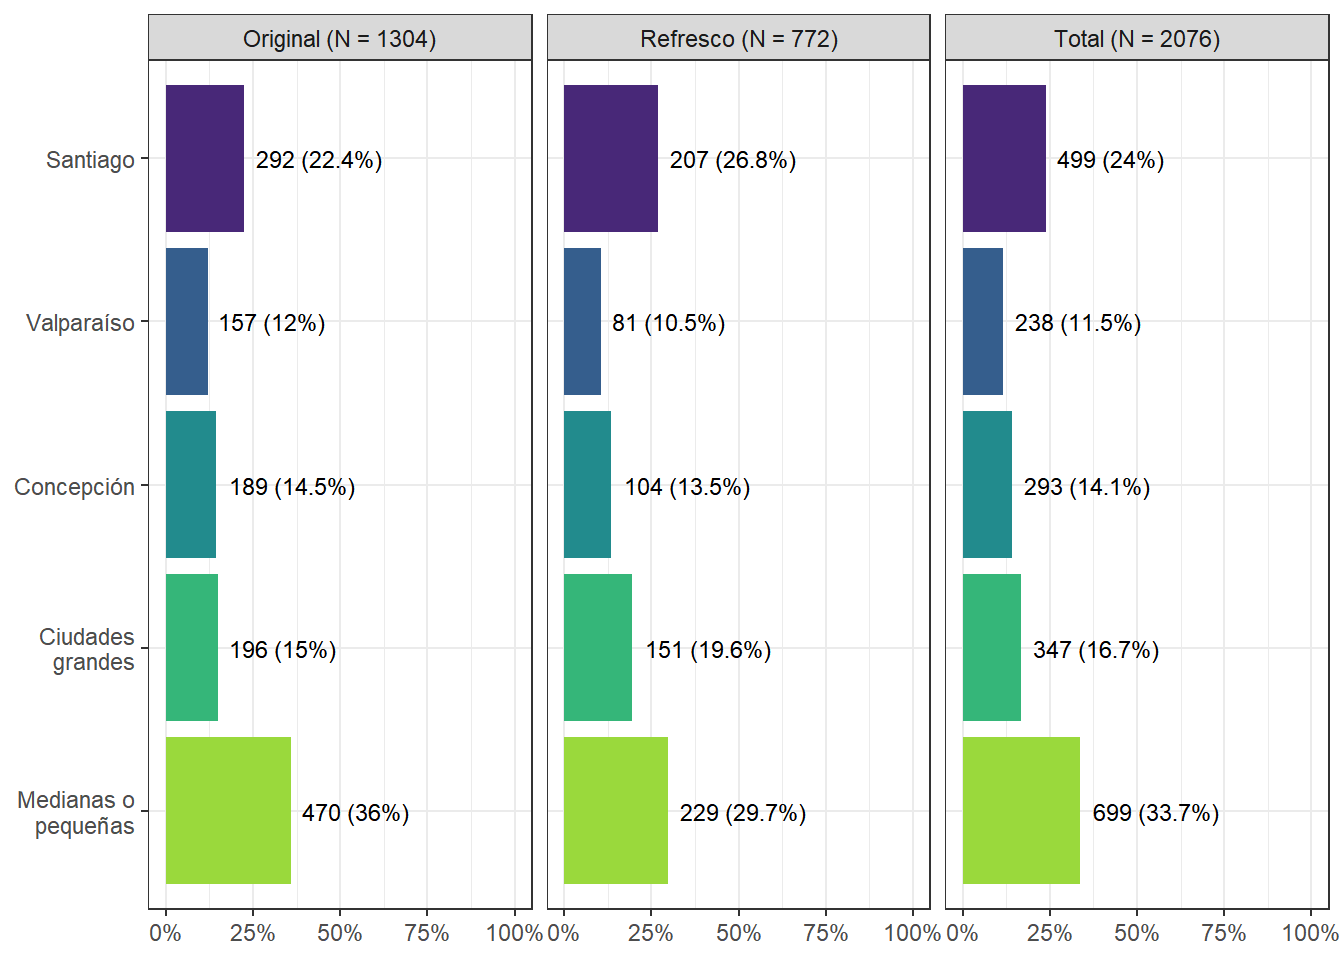 Original (N = 1304)
Refresco (N = 772)
Total (N = 2076)
Santiago
292 (22.4%)
207 (26.8%)
499 (24%)
Valparaíso
157 (12%)
81 (10.5%)
238 (11.5%)
Concepción
189 (14.5%)
104 (13.5%)
293 (14.1%)
Ciudades
grandes
196 (15%)
151 (19.6%)
347 (16.7%)
Medianas o
pequeñas
470 (36%)
229 (29.7%)
699 (33.7%)
0% 25% 50% 75% 100%
0% 25% 50% 75% 100%
0% 25% 50% 75% 100%